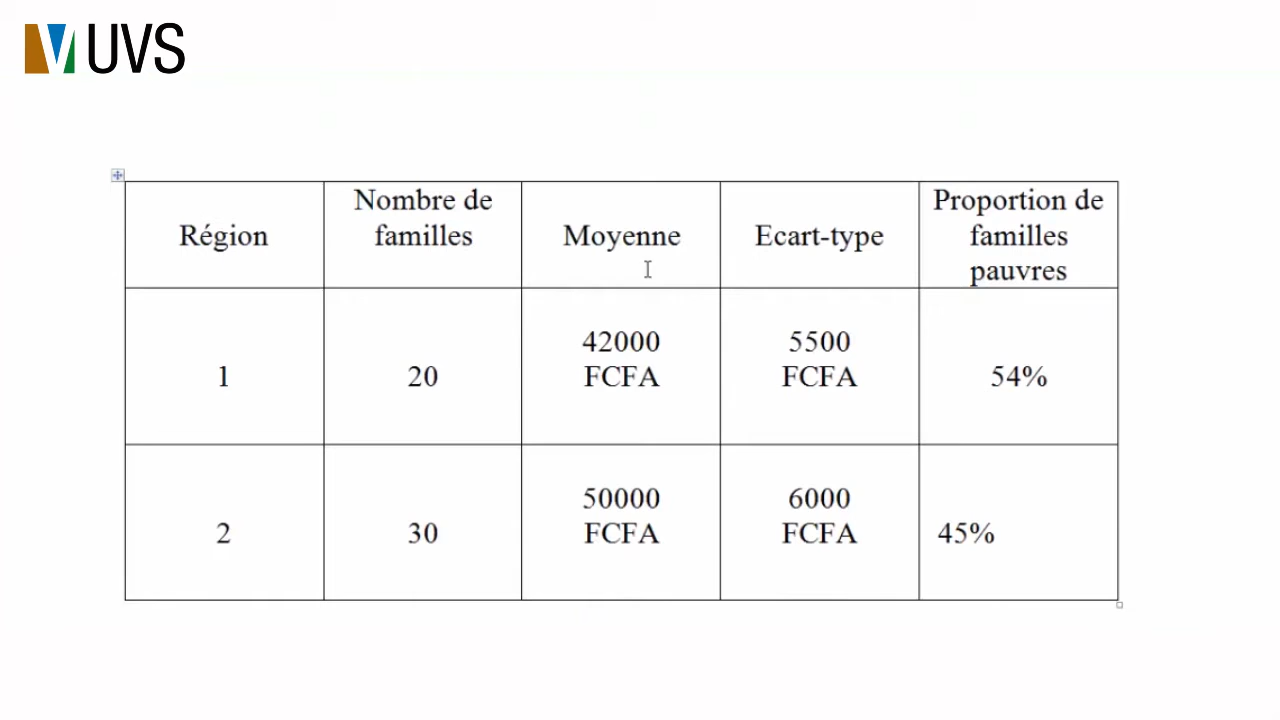 UVS
Région
Nombre de
familles
Moyenne
Ecart-type
Proportion de
familles
pauvres
1
20
42000
FCFA
5500
FCFA
54%
2
30
50000
FCFA
6000
FCFA
45%